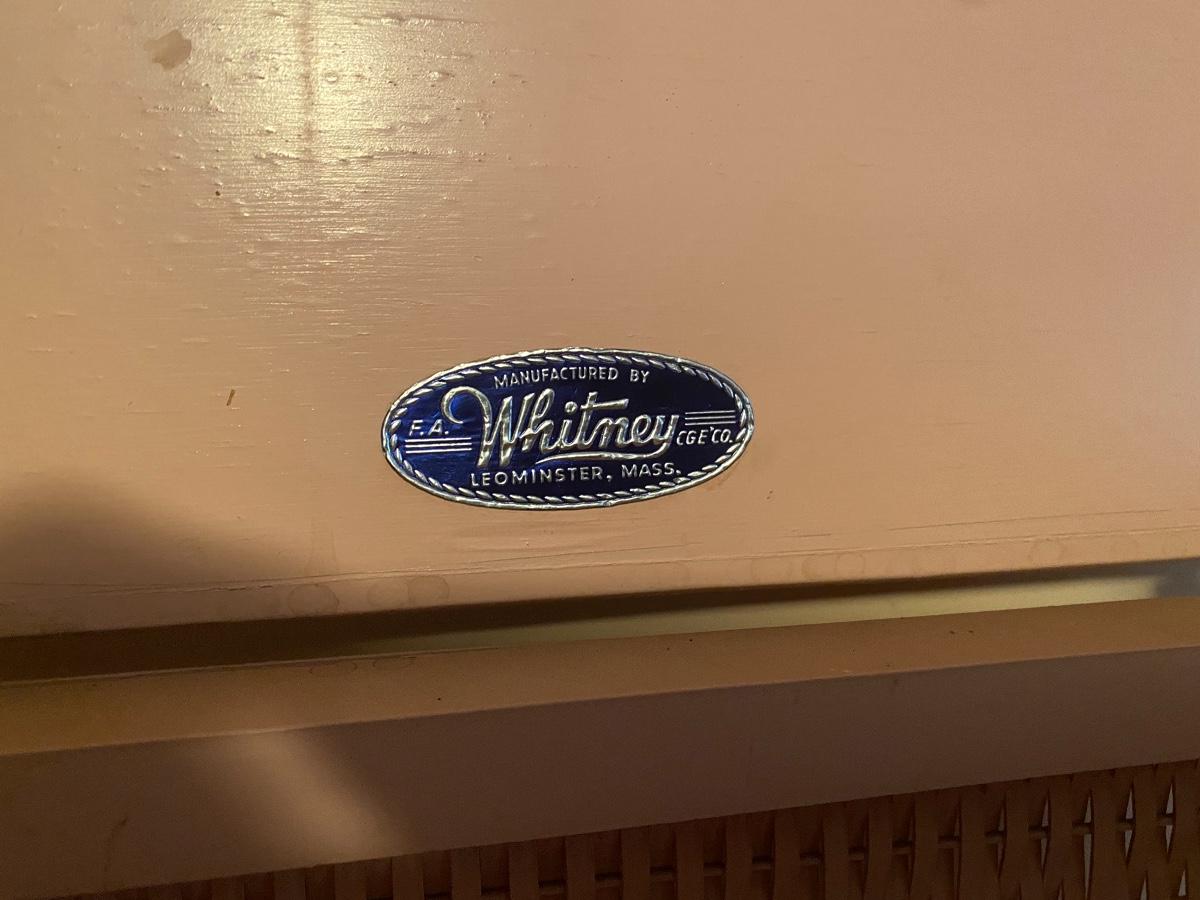 MANUFACTURED BY
F.A. Whitney CGE'CO.
LEOMINSTER, MASS.